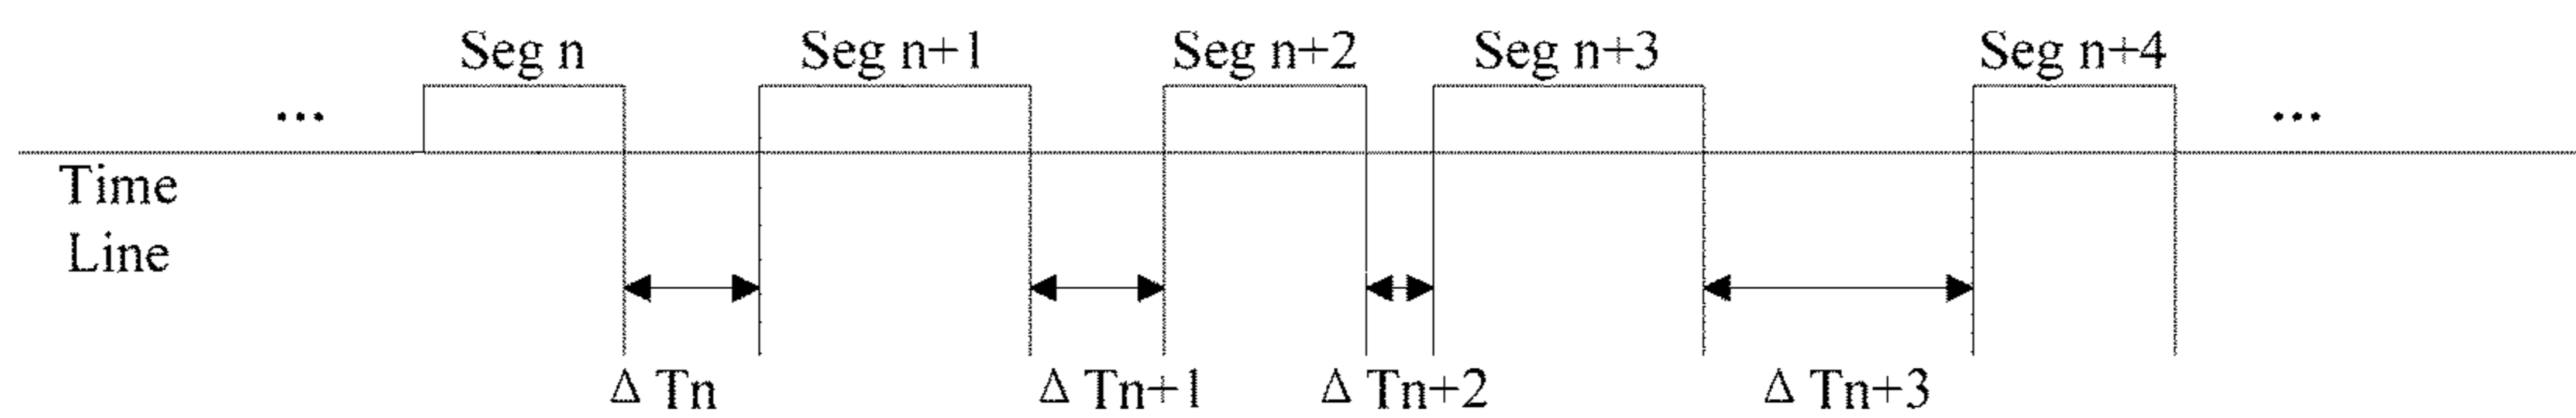 Seg n Seg n+1 Seg n+2 Seg n+3 Seg n+4
... ...
Time
Line
Δ Tn Δ Tn+1 Δ Tn+2 Δ Tn+3